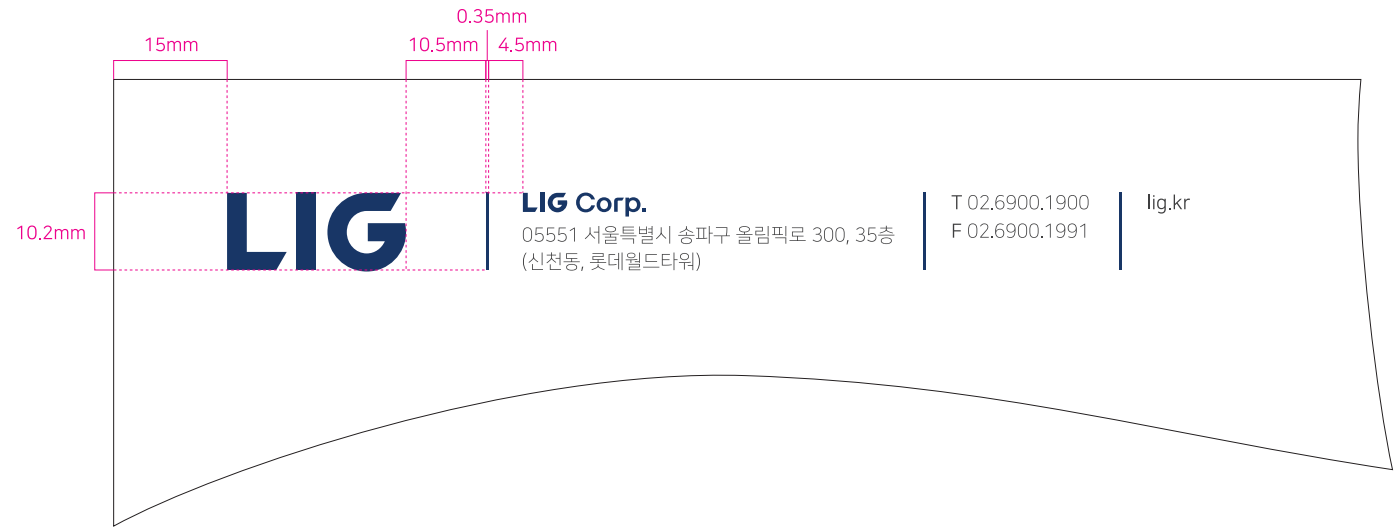 0.35mm
15mm
10.5mm
4.5mm
10.2mm
LIG
LIG Corp.
05551 서울특별시 송파구 올림픽로 300, 35층
(신천동, 롯데월드타워)
T 02.6900.1900
F 02.6900.1991
lig.kr